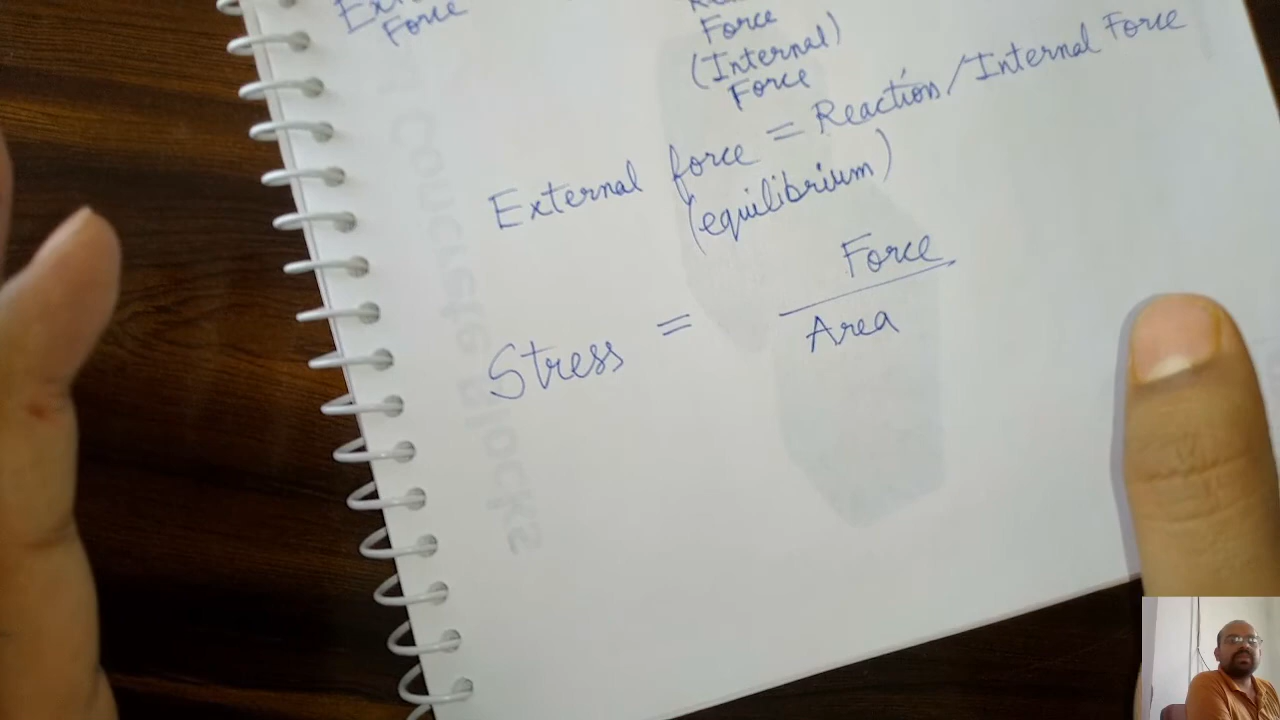 Force
Force
(Internal)
Force
External force = Reaction/Internal Force
(equilibrium)
Stress = Force
Area